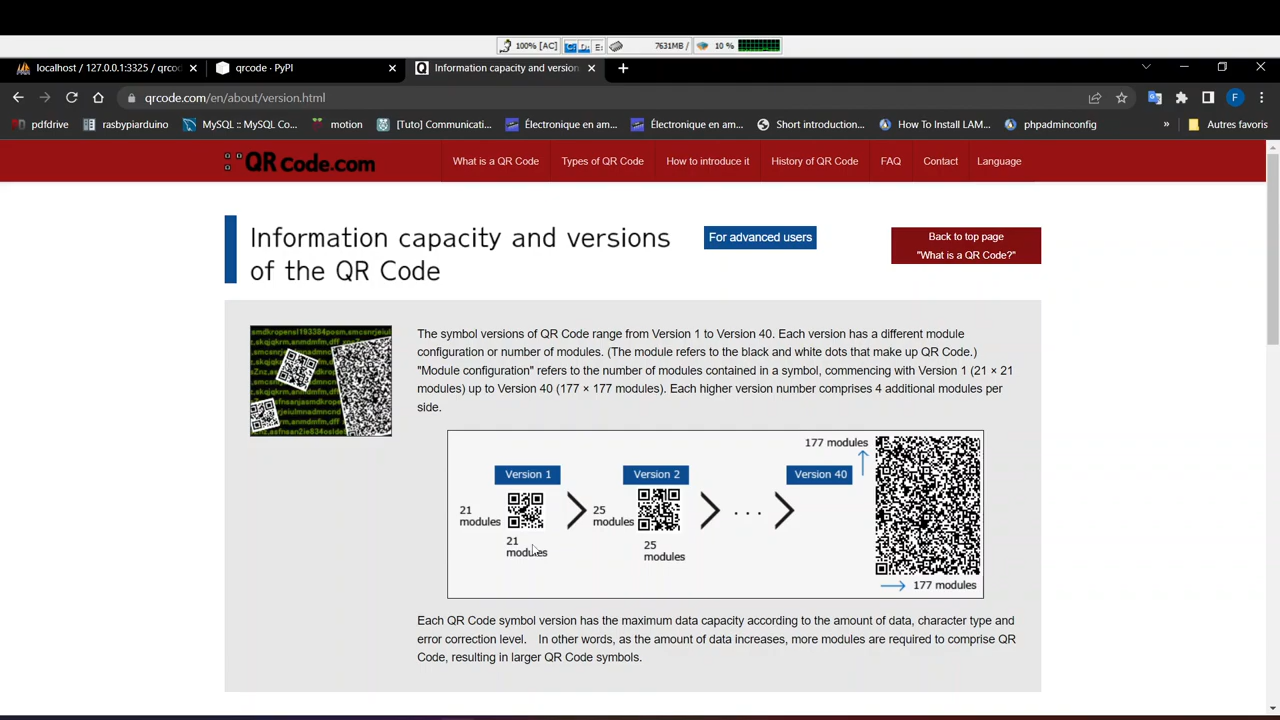 100% [AC] 7631MB / 10 %
localhost / 127.0.0.1:3325 / qrcod
qrcode · PyPI
Information capacity and version
qrcode.com/en/about/version.html
F
pdfdrive
rasbypiarduino
MySQL :: MySQL Co...
motion
[Tuto] Communicati...
Électronique en am...
Électronique en am...
Short introduction...
How To Install LAM...
phpadminconfig
»
Autres favoris
QRcode.com
What is a QR Code
Types of QR Code
How to introduce it
History of QR Code
FAQ
Contact
Language
Information capacity and versions
of the QR Code
For advanced users
Back to top page
"What is a QR Code?"
The symbol versions of QR Code range from Version 1 to Version 40. Each version has a different module
configuration or number of modules. (The module refers to the black and white dots that make up QR Code.)
"Module configuration" refers to the number of modules contained in a symbol, commencing with Version 1 (21 × 21
modules) up to Version 40 (177 × 177 modules). Each higher version number comprises 4 additional modules per
side.
177 modules
Version 1
Version 2
Version 40
21
modules
25
modules
. . .
21
modules
25
modules
177 modules
Each QR Code symbol version has the maximum data capacity according to the amount of data, character type and
error correction level. In other words, as the amount of data increases, more modules are required to comprise QR
Code, resulting in larger QR Code symbols.